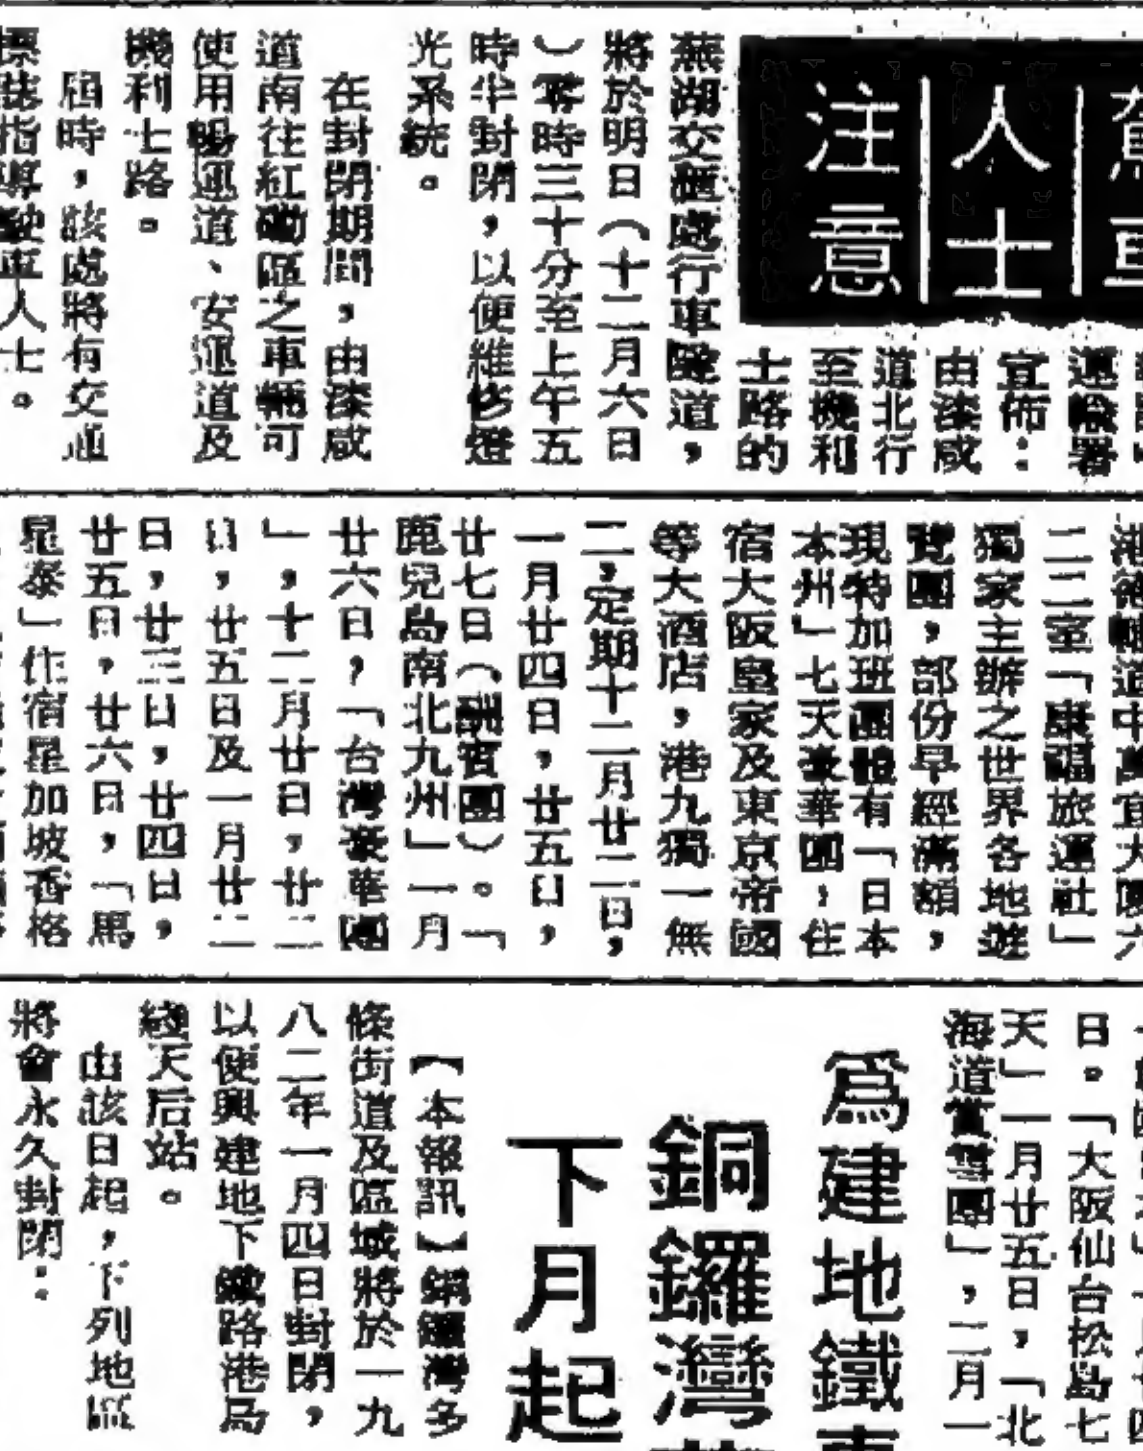 人士
注意
運輸署
宣佈：
由漆咸
道北行
至機利
士路的
蕪湖交匯處行車隧道，
將於明日（十二月六日
）零時三十分至上午五
時半封閉，以便維修燈
光系統。
在封閉期間，由漆咸
道南往紅磡區之車輛可
使用暢運道、安運道及
機利士路。
屆時，該處將有交通
標誌指導駛車人士。
二二室「康福旅運社」
獨家主辦之世界各地遊
覽團，部份早經滿額，
現特加班團體有「日本
本州」七天豪華團，住
宿大阪皇家及東京帝國
等大酒店，港九獨一無
二，定期十二月廿二日，
一月廿四日，廿五日，
廿七日（酬賓團）。「
鹿兒島南北九州」一月
廿六日，「台灣豪華團
」，十二月廿日，廿二
日，廿五日及一月廿二
日，廿三日，廿四日，
廿五日，廿六日，「馬
星泰」作宿星加坡香格
日。「大阪仙台松島七
天」一月廿五日，「北
海道賞雪團」，二月一
爲建地鐵
銅鑼灣
下月起
【本報訊】銅鑼灣多
條街道及區域將於一九
八二年一月四日封閉，
以便興建地下鐵路港島
綫天后站。
由該日起，下列地區
將會永久封閉：